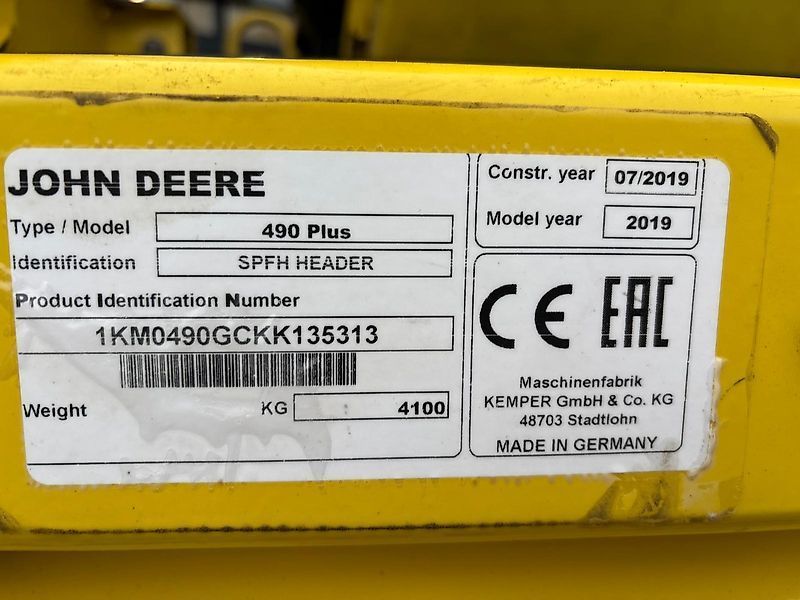 JOHN DEERE
Type / Model 490 Plus
Identification SPFH HEADER
Product Identification Number
1KM0490GCKK135313
Weight KG 4100
Constr. year 07/2019
Model year 2019
CE EAC
Maschinenfabrik
KEMPER GmbH & Co. KG
48703 Stadtlohn
MADE IN GERMANY